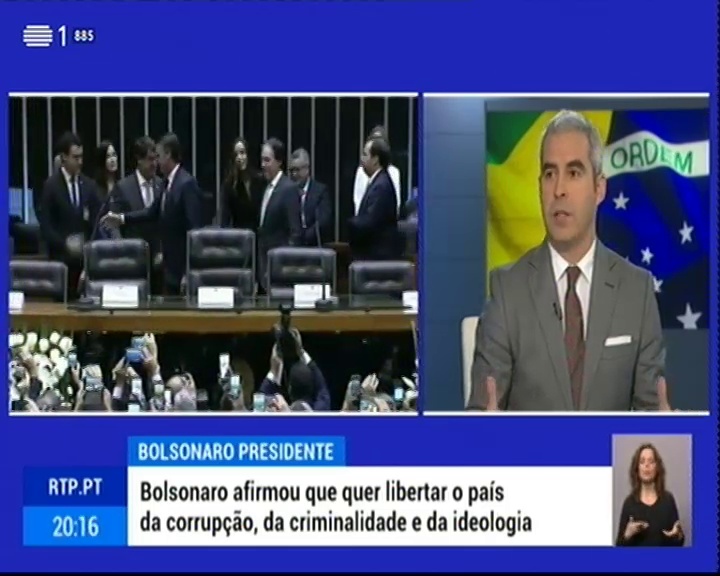 1 885
ORDEM
BOLSONARO PRESIDENTE
RTP.PT
20:16
Bolsonaro afirmou que quer libertar o país
da corrupção, da criminalidade e da ideologia